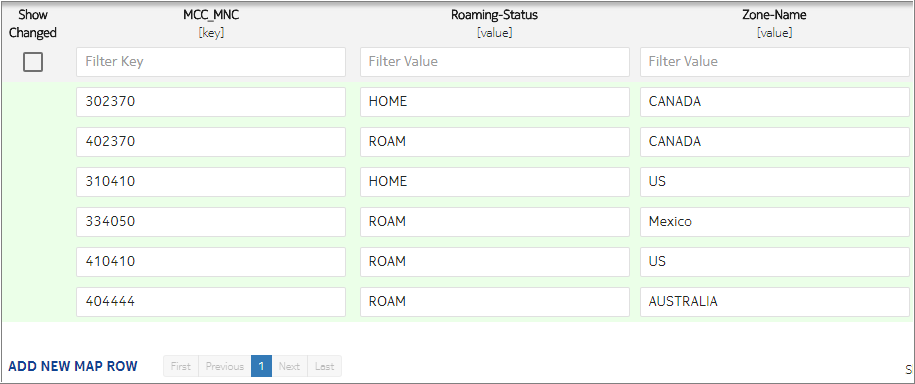 Show Changed MCC_MNC Roaming-Status Zone-Name
[key] [value] [value]
Filter Key Filter Value Filter Value
302370 HOME CANADA
402370 ROAM CANADA
310410 HOME US
334050 ROAM Mexico
410410 ROAM US
404444 ROAM AUSTRALIA
ADD NEW MAP ROW First Previous 1 Next Last S